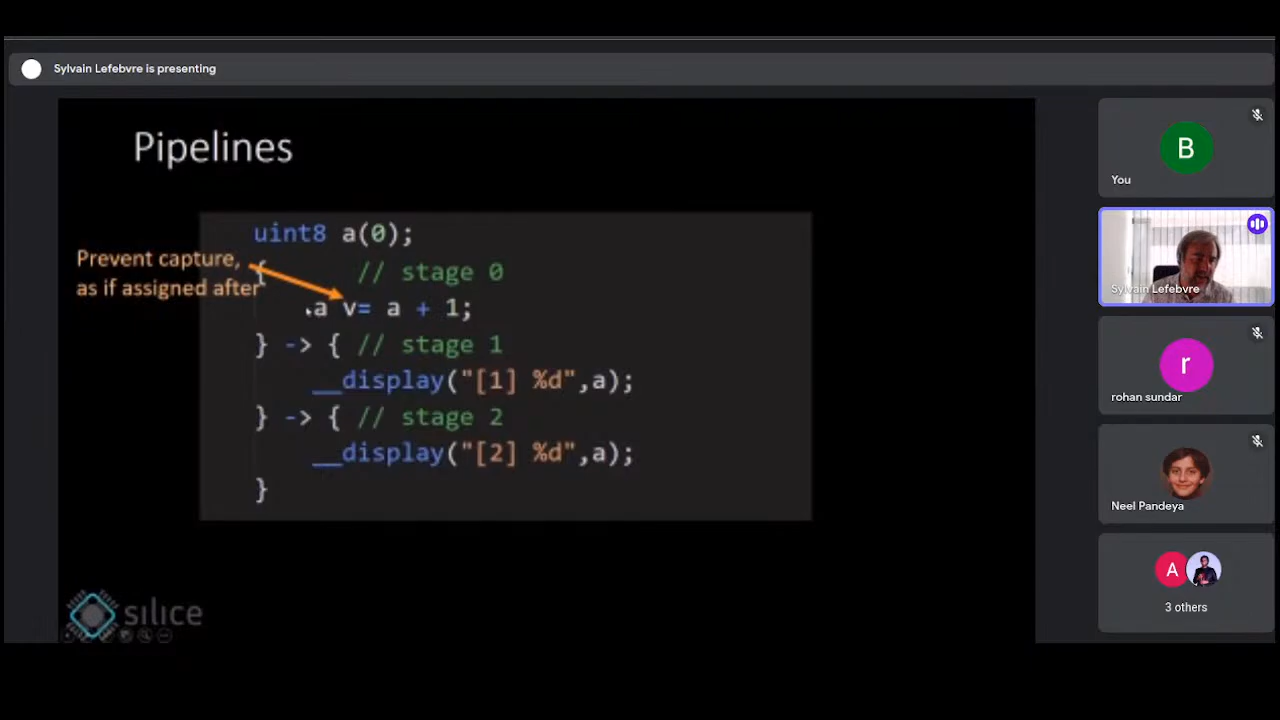 Sylvain Lefebvre is presenting
Pipelines
uint8 a(0);
Prevent capture,
as if assigned after
{ // stage 0
a v= a + 1;
} -> { // stage 1
__display("[1] %d",a);
} -> { // stage 2
__display("[2] %d",a);
}
silice
B
You
Sylvain Lefebvre
r
rohan sundar
Neel Pandeya
A
3 others